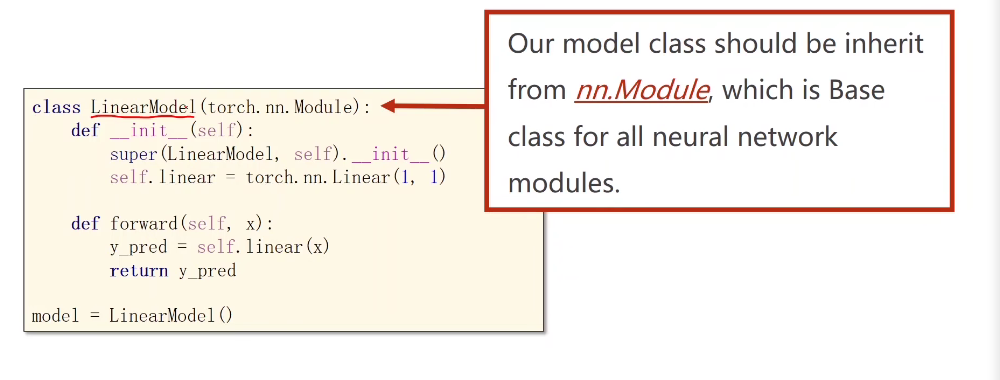 Our model class should be inherit
from nn.Module, which is Base
class for all neural network
modules.
class LinearModel(torch.nn.Module):
    def __init__(self):
        super(LinearModel, self).__init__()
        self.linear = torch.nn.Linear(1, 1)
    def forward(self, x):
        y_pred = self.linear(x)
        return y_pred
model = LinearModel()